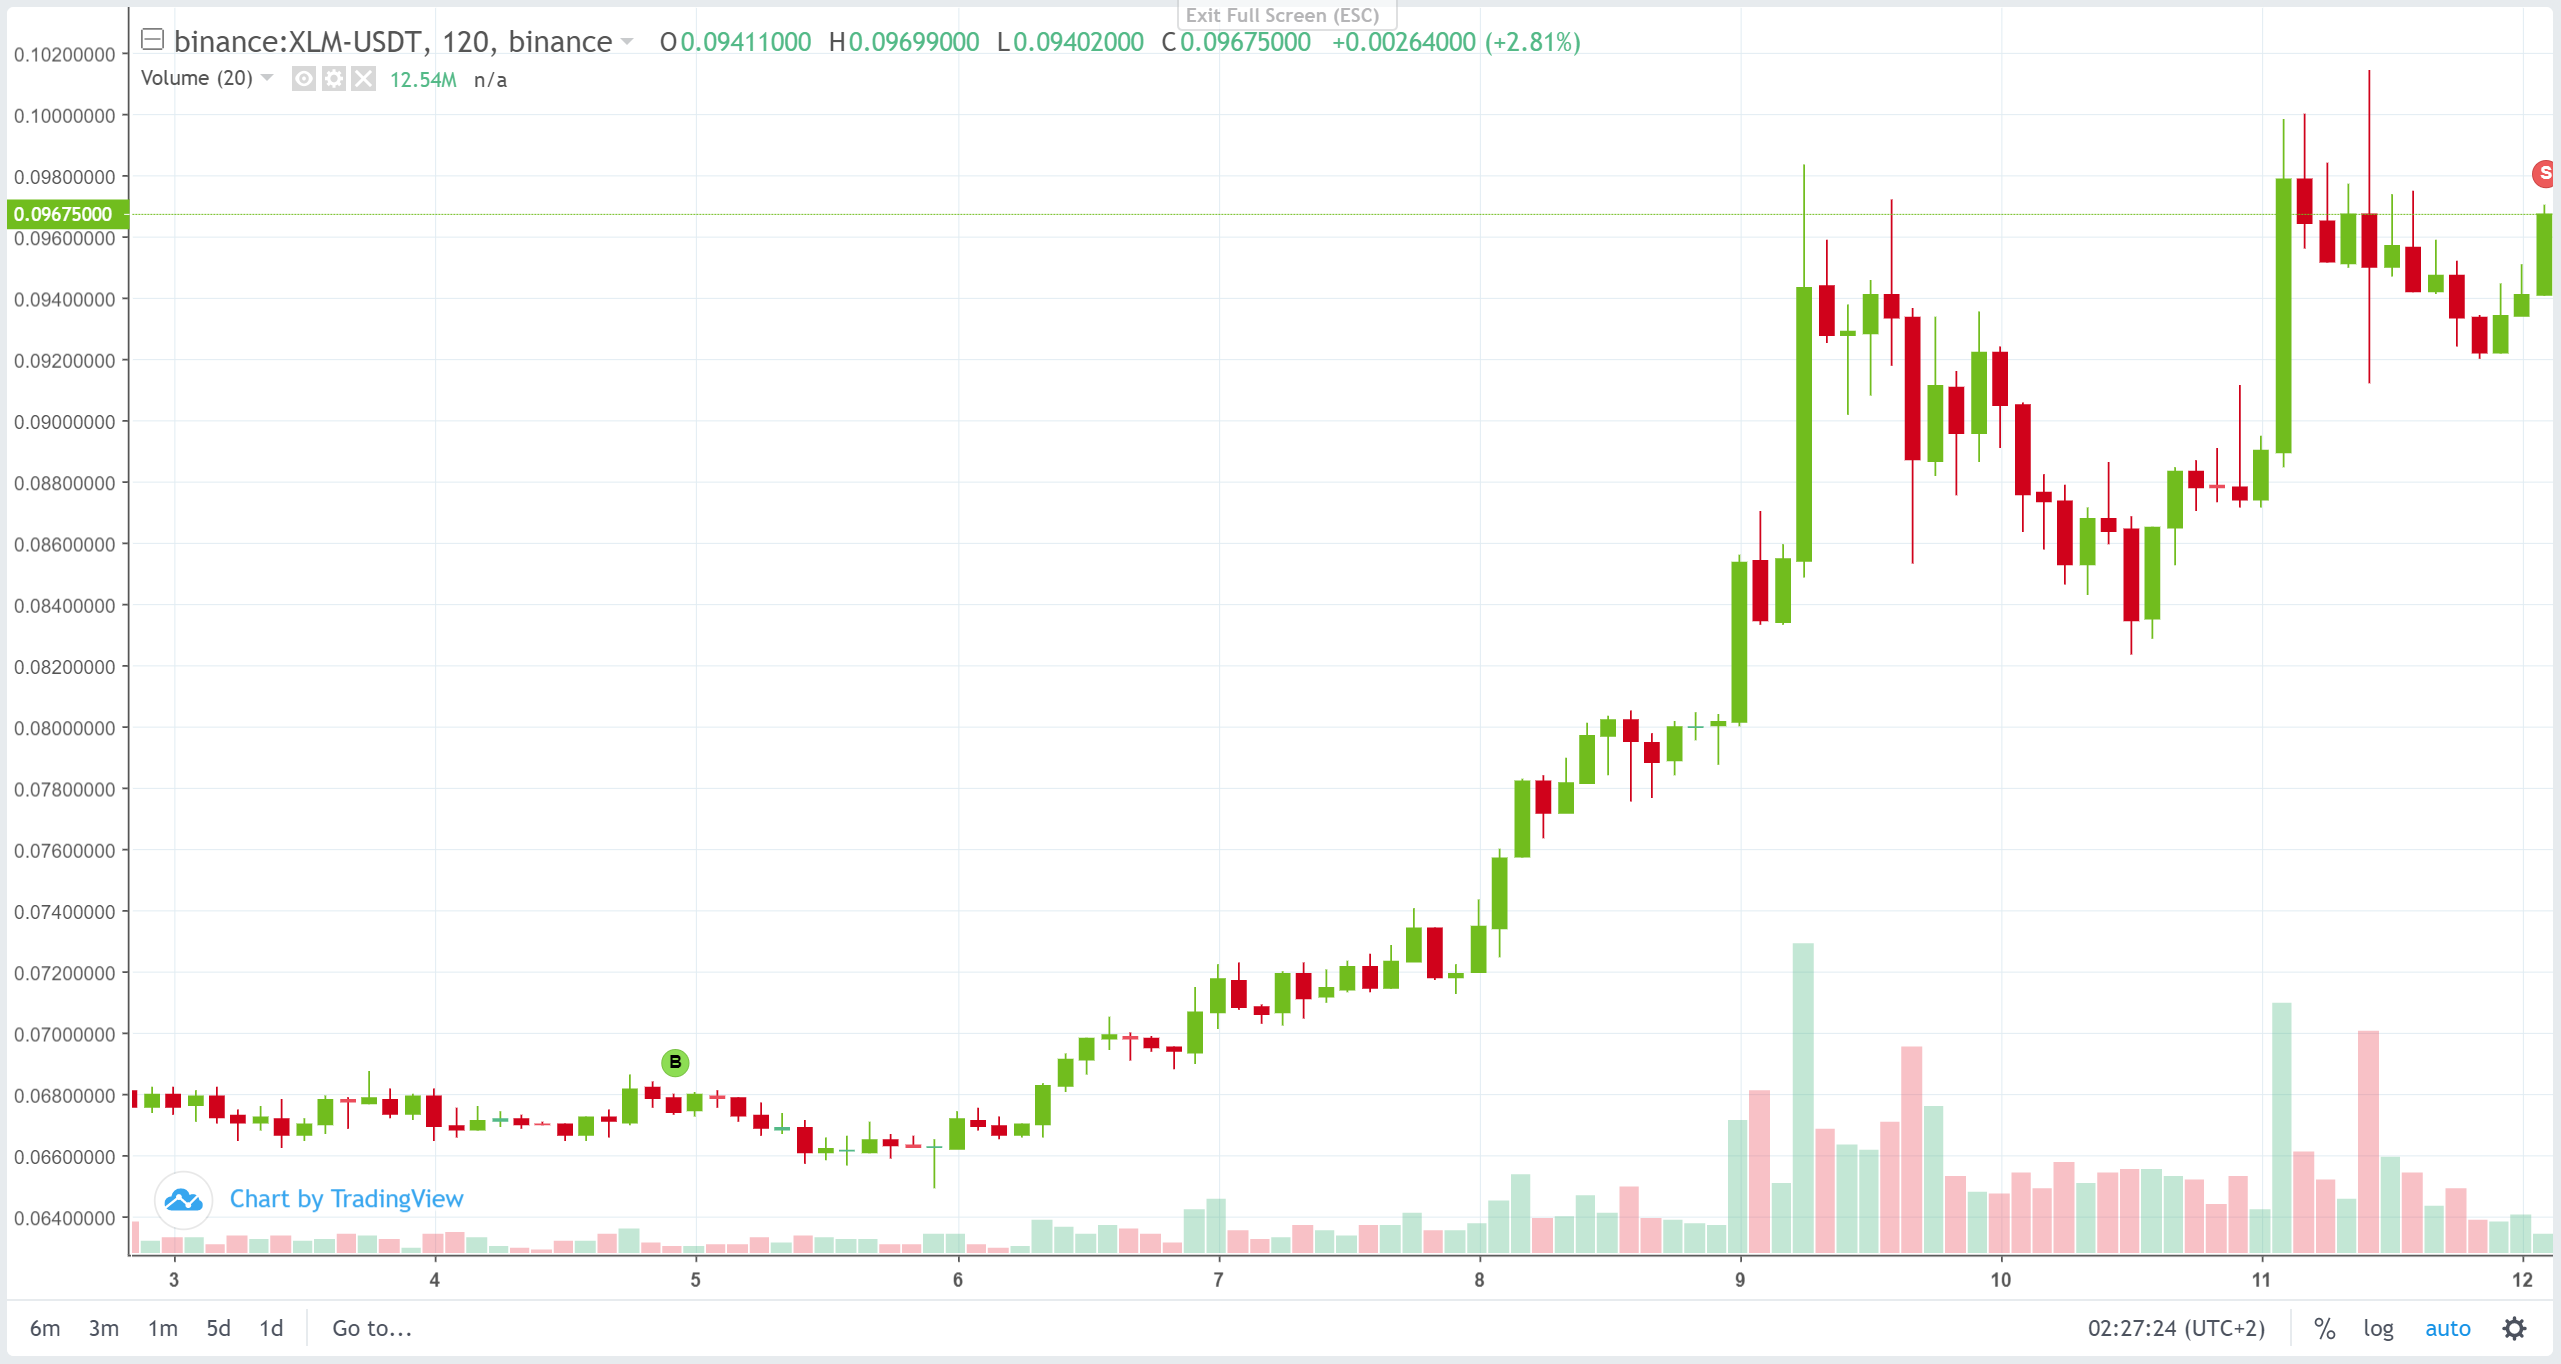 Exit Full Screen (ESC)
binance:XLM-USDT, 120, binance O0.09411000 H0.09699000 L0.09402000 C0.09675000 +0.00264000 (+2.81%)
Volume (20) 12.54M n/a
0.10200000
0.10000000
0.09800000
S
0.09675000
0.09600000
0.09400000
0.09200000
0.09000000
0.08800000
0.08600000
0.08400000
0.08200000
0.08000000
0.07800000
0.07600000
0.07400000
0.07200000
0.07000000
B
0.06800000
0.06600000
Chart by TradingView
0.06400000
3 4 5 6 7 8 9 10 11 12
6m 3m 1m 5d 1d Go to... 02:27:24 (UTC+2) % log auto